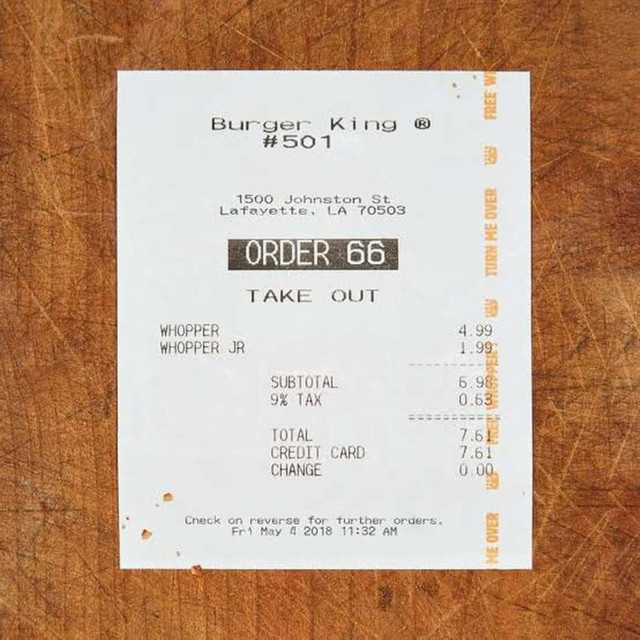 Burger King ®
#501
1500 Johnston St
Lafayette, LA 70503
ORDER 66
TAKE OUT
WHOPPER 4.99
WHOPPER JR 1.99
SUBTOTAL 6.98
9% TAX 0.63
TOTAL 7.61
CREDIT CARD 7.61
CHANGE 0.00
Check on reverse for further orders.
Fri May 4 2018 11:32 AM
ME OVER
FREE WHOPPER
TURN ME OVER
FREE W